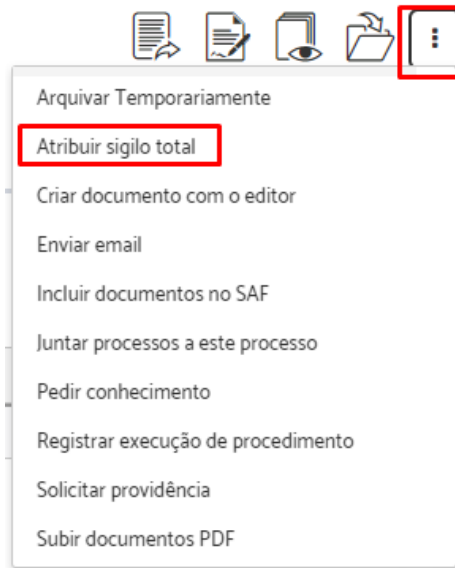 Arquivar Temporariamente
Atribuir sigilo total
Criar documento com o editor
Enviar email
Incluir documentos no SAF
Juntar processos a este processo
Pedir conhecimento
Registrar execução de procedimento
Solicitar providência
Subir documentos PDF